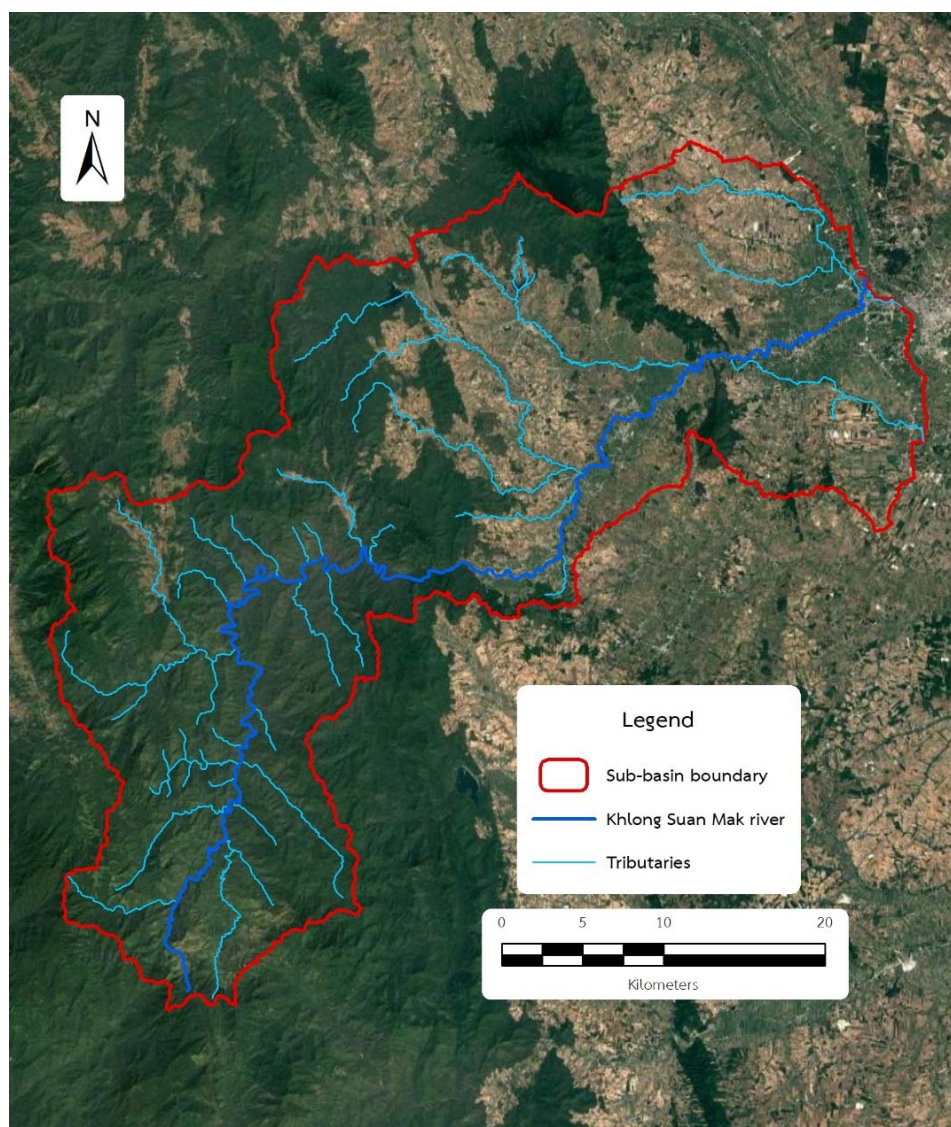 N
Legend
Sub-basin boundary
Khlong Suan Mak river
Tributaries
0 5 10 20
Kilometers